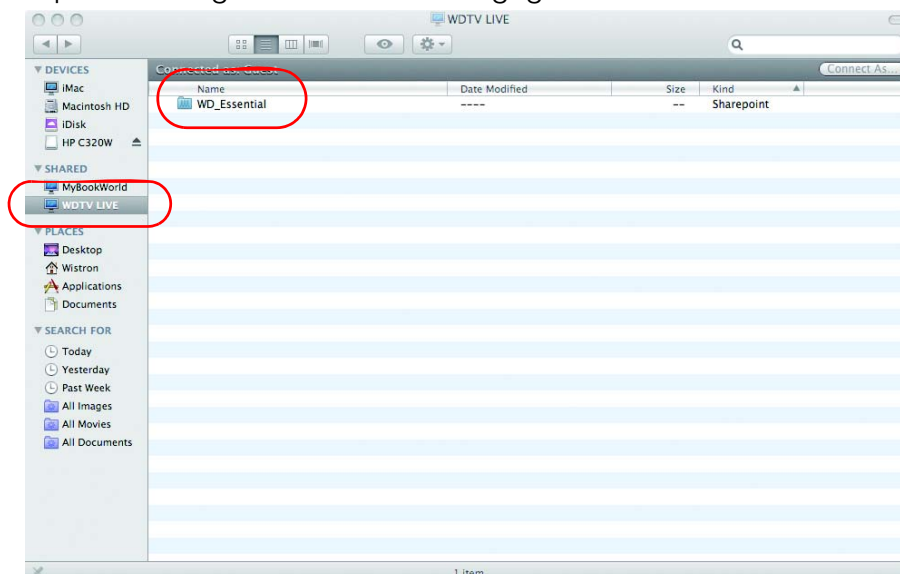 WDTV LIVE
Connected as: Guest
Connect As...
Name Date Modified Size Kind
WD_Essential ---- -- Sharepoint
DEVICES
iMac
Macintosh HD
iDisk
HP C320W
SHARED
MyBookWorld
WDTV LIVE
PLACES
Desktop
Wistron
Applications
Documents
SEARCH FOR
Today
Yesterday
Past Week
All Images
All Movies
All Documents
1 item